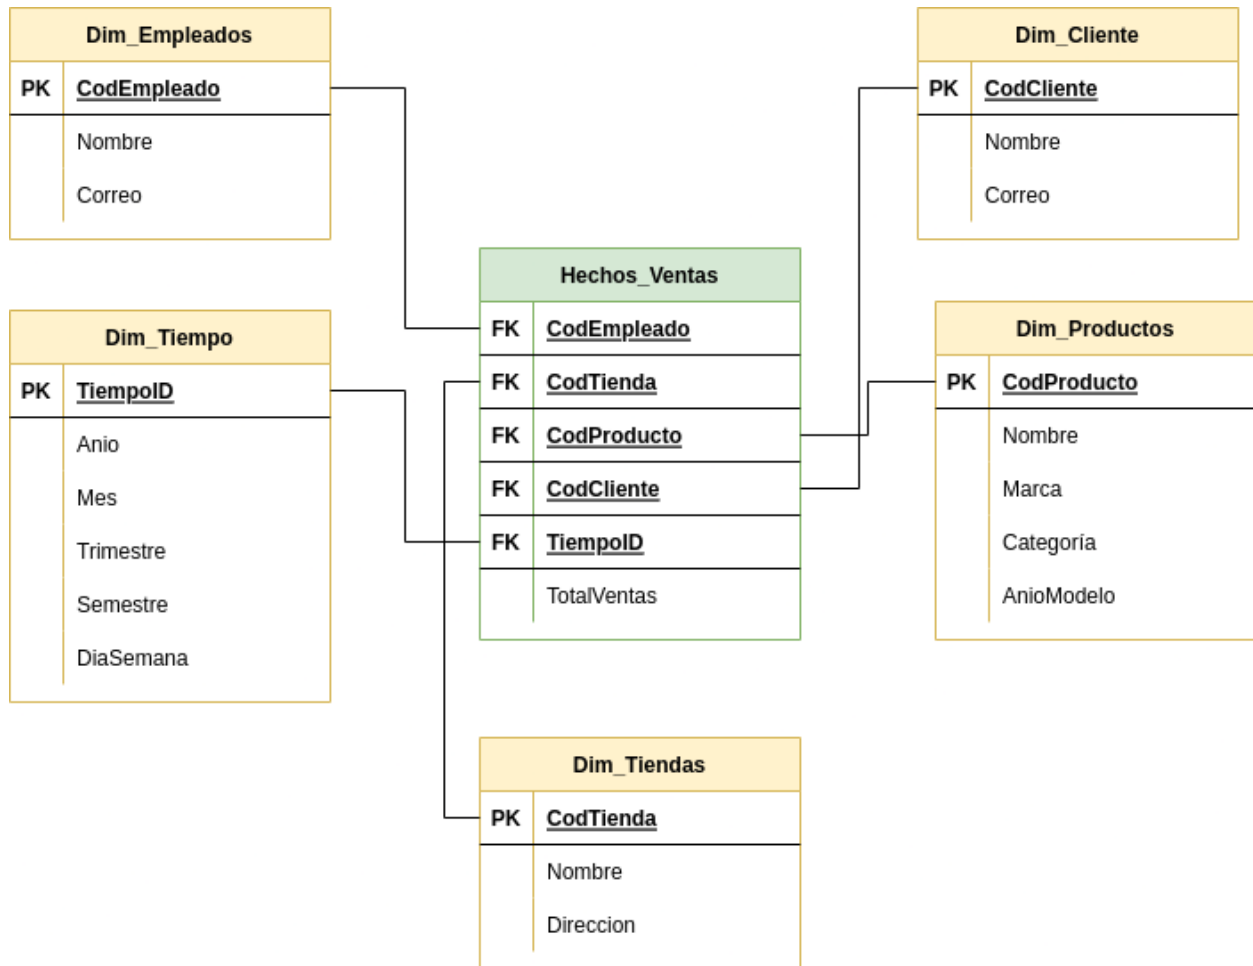 Dim_Empleados
PK CodEmpleado
Nombre
Correo
Dim_Cliente
PK CodCliente
Nombre
Correo
Hechos_Ventas
FK CodEmpleado
FK CodTienda
FK CodProducto
FK CodCliente
FK TiempoID
TotalVentas
Dim_Tiempo
PK TiempoID
Anio
Mes
Trimestre
Semestre
DiaSemana
Dim_Productos
PK CodProducto
Nombre
Marca
Categoría
AnioModelo
Dim_Tiendas
PK CodTienda
Nombre
Direccion